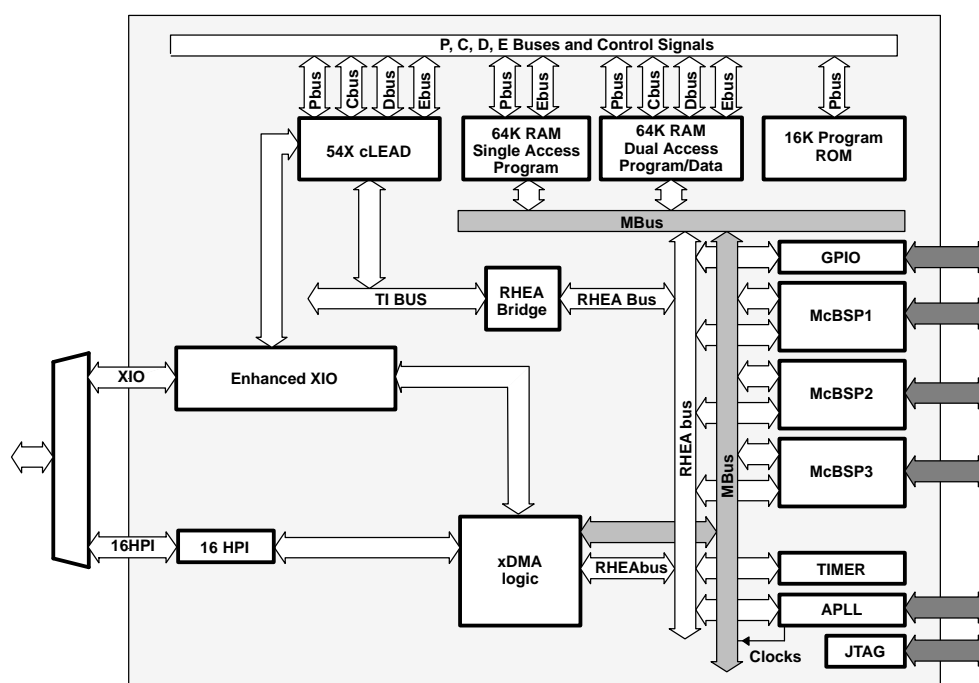 P, C, D, E Buses and Control Signals
Pbus
Cbus
Dbus
Ebus
Pbus
Ebus
Pbus
Cbus
Dbus
Ebus
Pbus
54X cLEAD
64K RAM
Single Access
Program
64K RAM
Dual Access
Program/Data
16K Program
ROM
MBus
GPIO
TI BUS
RHEA
Bridge
RHEA Bus
McBSP1
XIO
Enhanced XIO
McBSP2
RHEA bus
MBus
McBSP3
16HPI
16 HPI
xDMA
logic
RHEAbus
TIMER
APLL
Clocks
JTAG